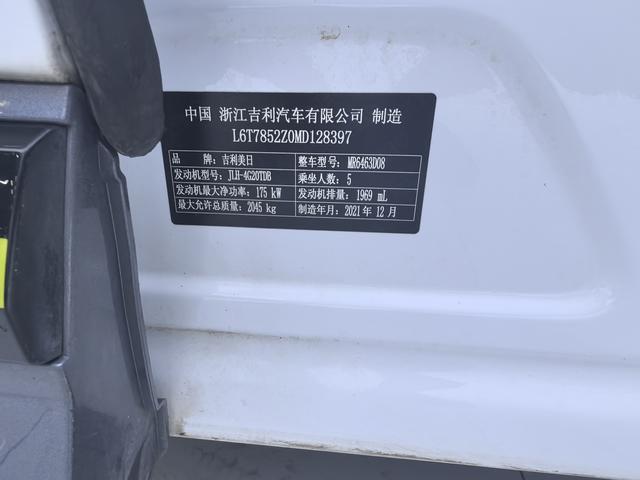 中国 浙江吉利汽车有限公司 制造
L6T7852Z0MD128397
品 牌:吉利美日 整车型号:MR6463D08
发动机型号:JLH-4G20TDB 乘坐人数:5
发动机最大净功率:175 kW 发动机排量:1969 mL
最大允许总质量:2045 kg 制造年月:2021 年 12 月